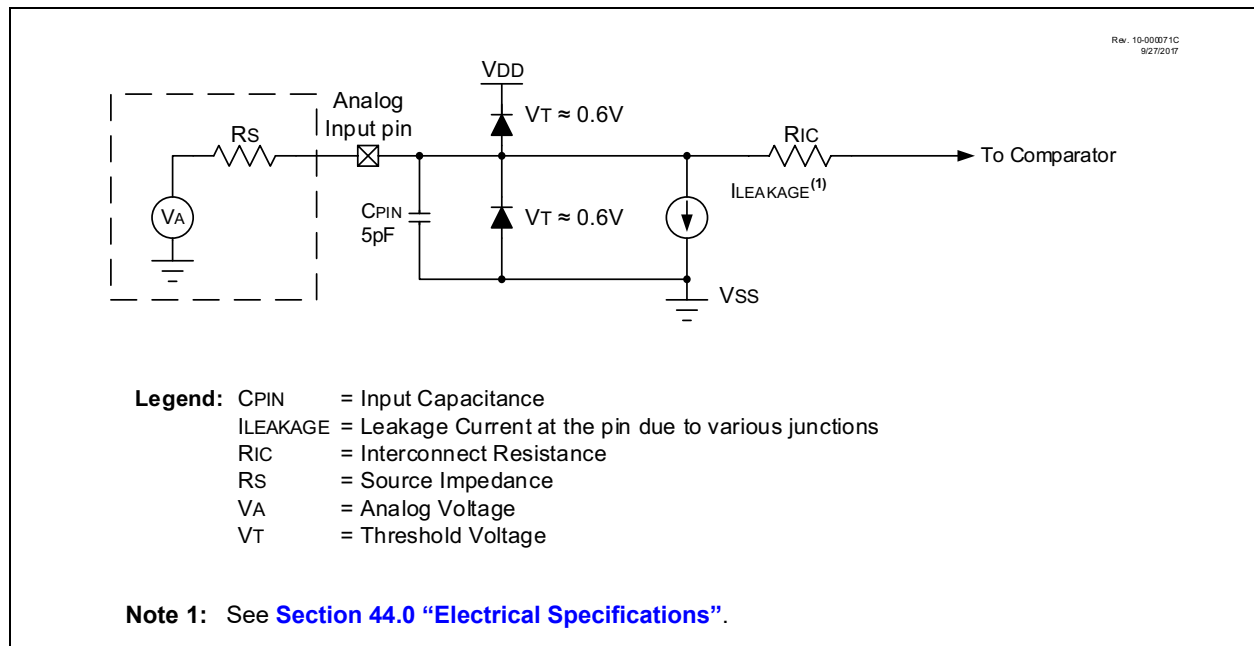 Rev. 10-000071C
9/27/2017
VDD
Analog
Input pin
VT ≈ 0.6V
RS
RIC
To Comparator
ILEAKAGE(1)
VA
CPIN
5pF
VT ≈ 0.6V
VSS
Legend: CPIN = Input Capacitance
ILEAKAGE = Leakage Current at the pin due to various junctions
RIC = Interconnect Resistance
RS = Source Impedance
VA = Analog Voltage
VT = Threshold Voltage
Note 1: See Section 44.0 “Electrical Specifications”.